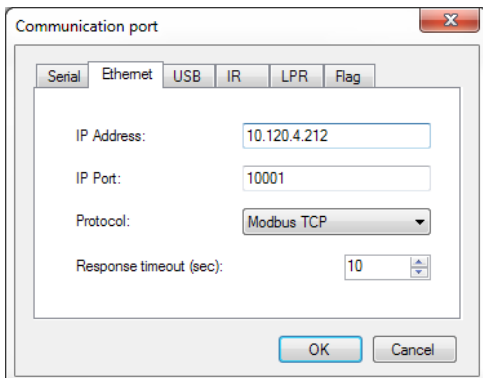 Communication port
Serial Ethernet USB IR LPR Flag
IP Address: 10.120.4.212
IP Port: 10001
Protocol: Modbus TCP
Response timeout (sec): 10
OK Cancel